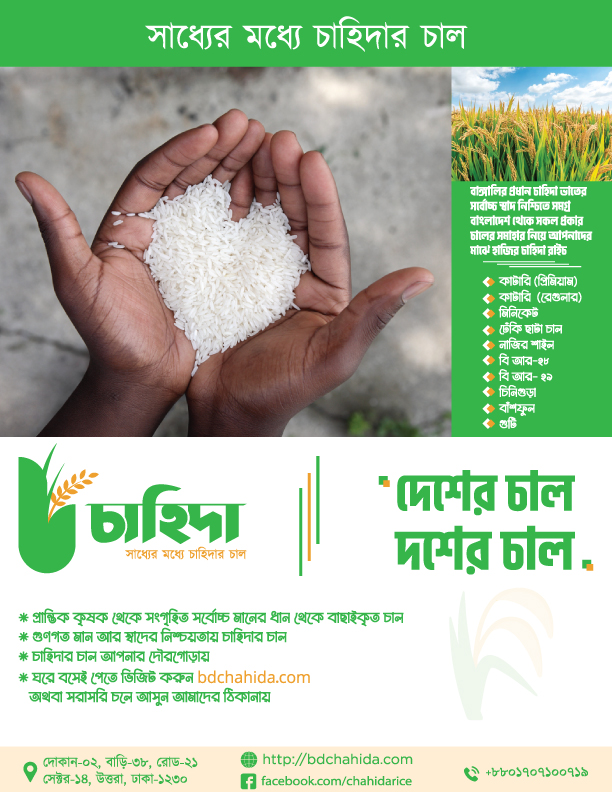 সাধ্যের মধ্যে চাহিদার চাল
বাঙ্গালির প্রধান চাহিদা ভাতের
সর্বোচ্চ স্বাদ নিশ্চিতে সমগ্র
বাংলাদেশ থেকে সকল প্রকার
চালের সমাহার নিয়ে আপনাদের
মাঝে হাজির চাহিদা রাইচ
কাটারি (প্রিমিয়াম)
কাটারি (রেগুলার)
মিনিকেট
ঢেঁকি ছাটা চাল
নাজির শাইল
বি আর-২৮
বি আর- ২৯
চিনিগুড়া
বাঁশফুল
গুটি
চাহিদা
সাধ্যের মধ্যে চাহিদার চাল
দেশের চাল
দশের চাল
* প্রান্তিক কৃষক থেকে সংগৃহিত সর্বোচ্চ মানের ধান থেকে বাছাইকৃত চাল
* গুণগত মান আর স্বাদের নিশ্চয়তায় চাহিদার চাল
* চাহিদার চাল আপনার দৌরগোড়ায়
* ঘরে বসেই পেতে ভিজিট করুন bdchahida.com
অথবা সরাসরি চলে আসুন আমাদের ঠিকানায়
দোকান-০২, বাড়ি-৩৮, রোড-২১
সেক্টর-১৪, উত্তরা, ঢাকা-১২৩০
http://bdchahida.com
facebook.com/chahidarice
+৮৮০১৭০৭১০০৭১৯